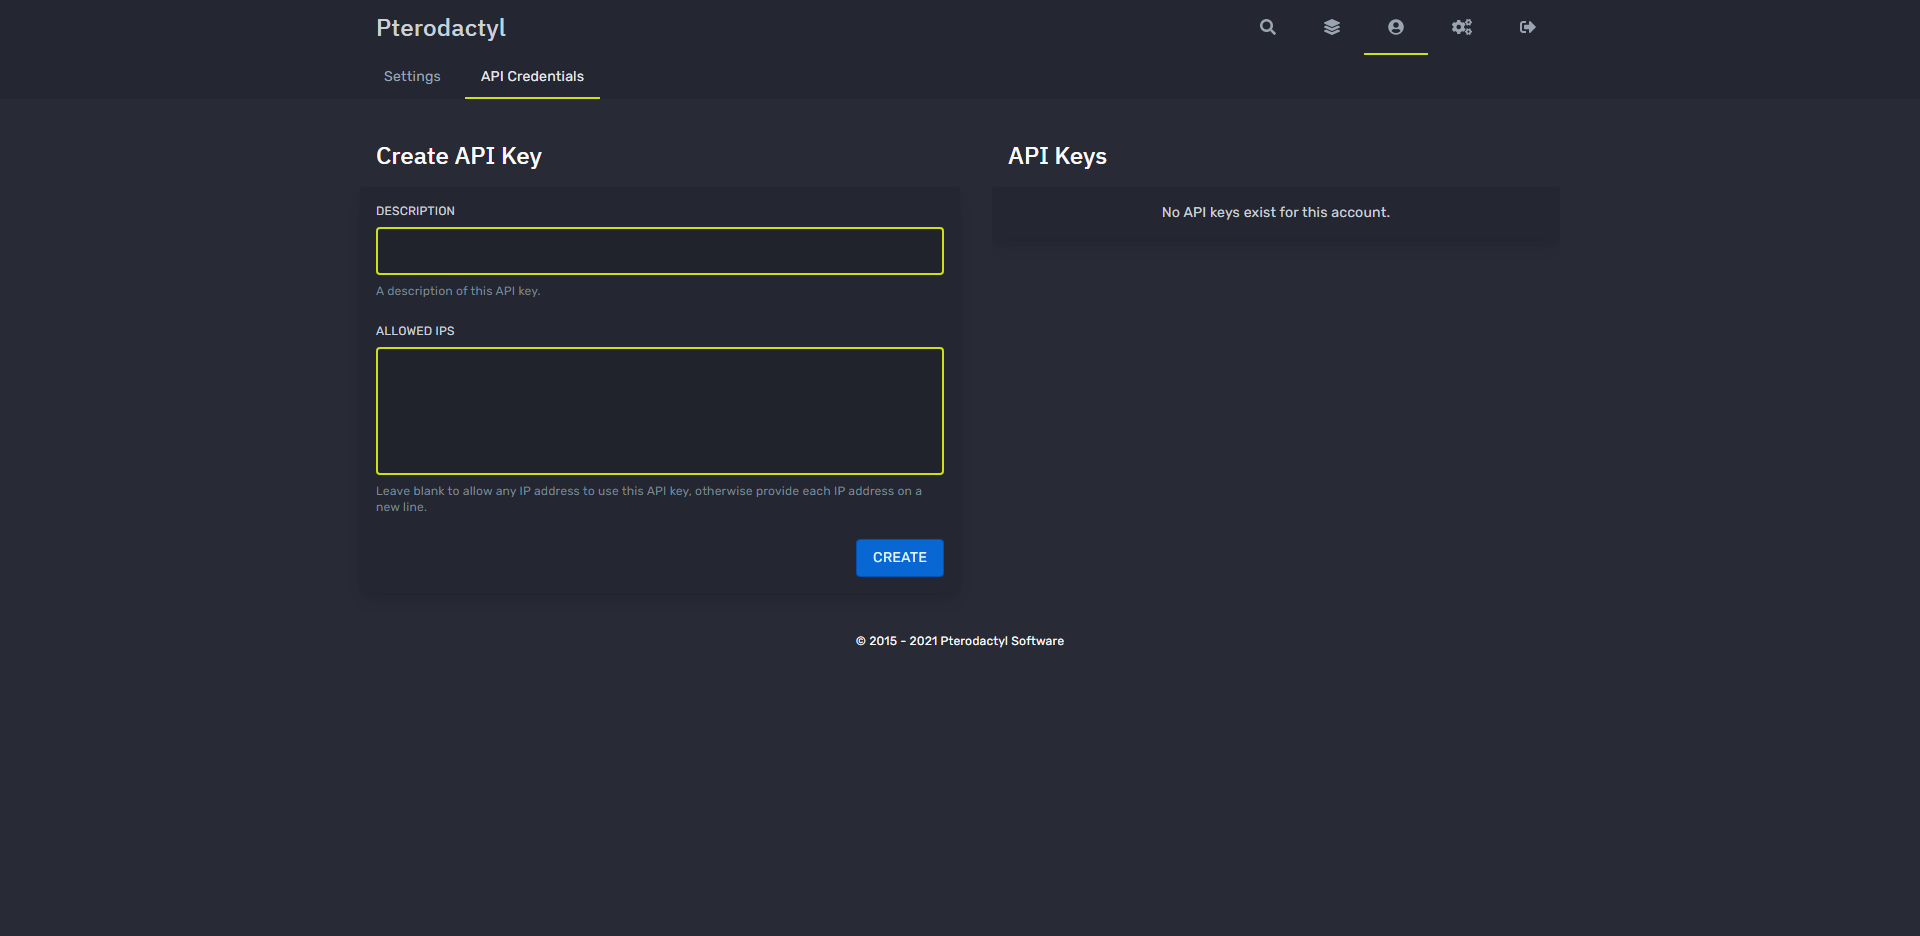 Pterodactyl
Settings
API Credentials
Create API Key
DESCRIPTION
A description of this API key.
ALLOWED IPS
Leave blank to allow any IP address to use this API key, otherwise provide each IP address on a
new line.
CREATE
API Keys
No API keys exist for this account.
© 2015 - 2021 Pterodactyl Software